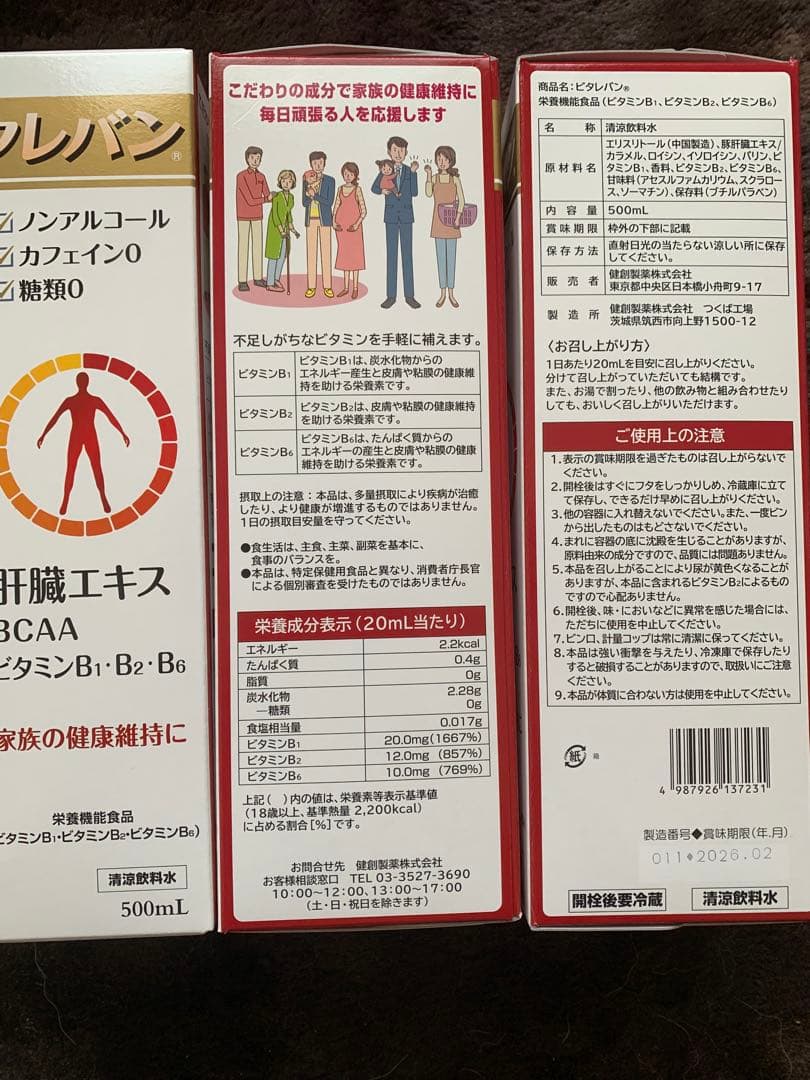 タレバン®
ノンアルコール
カフェイン0
糖類0
肝臓エキス
BCAA
ビタミンB1・B2・B6
家族の健康維持に
栄養機能食品
ビタミンB1・ビタミンB2・ビタミンB6)
清涼飲料水
500mL
こだわりの成分で家族の健康維持に
毎日頑張る人を応援します
不足しがちなビタミンを手軽に補えます。
ビタミンB1 ビタミンB1は、炭水化物からの
エネルギー産生と皮膚や粘膜の健康維
持を助ける栄養素です。
ビタミンB2 ビタミンB2は、皮膚や粘膜の健康維持
を助ける栄養素です。
ビタミンB6 ビタミンB6は、たんぱく質からの
エネルギーの産生と皮膚や粘膜の健康
維持を助ける栄養素です。
摂取上の注意：本品は、多量摂取により疾病が治癒
したり、より健康が増進するものではありません。
1日の摂取目安量を守ってください。
●食生活は、主食、主菜、副菜を基本に、
食事のバランスを。
●本品は、特定保健用食品と異なり、消費者庁長官
による個別審査を受けたものではありません。
栄養成分表示（20mL当たり）
エネルギー 2.2kcal
たんぱく質 0.4g
脂質 0g
炭水化物 2.28g
―糖類 0g
食塩相当量 0.017g
ビタミンB1 20.0mg(1667%)
ビタミンB2 12.0mg (857%)
ビタミンB6 10.0mg (769%)
上記（ ）内の値は、栄養素等表示基準値
（18歳以上、基準熱量 2,200kcal）
に占める割合[%]です。
お問合せ先 健創製薬株式会社
お客様相談窓口 TEL 03-3527-3690
10:00〜12:00、13:00〜17:00
（土・日・祝日を除きます）
商品名：ビタレバン®
栄養機能食品（ビタミンB1、ビタミンB2、ビタミンB6）
名称 清涼飲料水
原材料名 エリスリトール（中国製造）、豚肝臓エキス/
カラメル、ロイシン、イソロイシン、バリン、ビ
タミンB1、香料、ビタミンB2、ビタミンB6、
甘味料（アセスルファムカリウム、スクラロー
ス、ソーマチン）、保存料（ブチルパラベン）
内容量 500mL
賞味期限 枠外の下部に記載
保存方法 直射日光の当たらない涼しい所に保存
してください。
販売者 健創製薬株式会社
東京都中央区日本橋小舟町9-17
製造所 健創製薬株式会社 つくば工場
茨城県筑西市向上野1500-12
〈お召し上がり方〉
1日あたり20mLを目安に召し上がりください。
分けて召し上がっていただいても結構です。
また、お湯で割ったり、他の飲み物と組み合わせたり
しても、おいしく召し上がりいただけます。
ご使用上の注意
1.表示の賞味期限を過ぎたものは召し上がらないで
ください。
2.開栓後はすぐにフタをしっかりしめ、冷蔵庫に立て
て保存し、できるだけ早めに召し上がりください。
3.他の容器に入れ替えないでください。また、一度ビン
から出したものはもどさないでください。
4.まれに容器の底に沈殿を生じることがありますが、
原料由来の成分ですので、品質には問題ありません。
5.本品を召し上がることにより尿が黄色くなることが
ありますが、本品に含まれるビタミンB2によるもの
ですので心配ありません。
6.開栓後、味・においなどに異常を感じた場合には、
ただちに使用を中止してください。
7.ビン口、計量コップは常に清潔に保ってください。
8.本品は強い衝撃を与えたり、冷凍庫で保存したり
すると破損することがありますので、取扱いにご注意
ください。
9.本品が体質に合わない方は使用を中止してください。
紙 箱
4 987926 137231
製造番号◆賞味期限(年.月)
011◆2026.02
開栓後要冷蔵
清涼飲料水